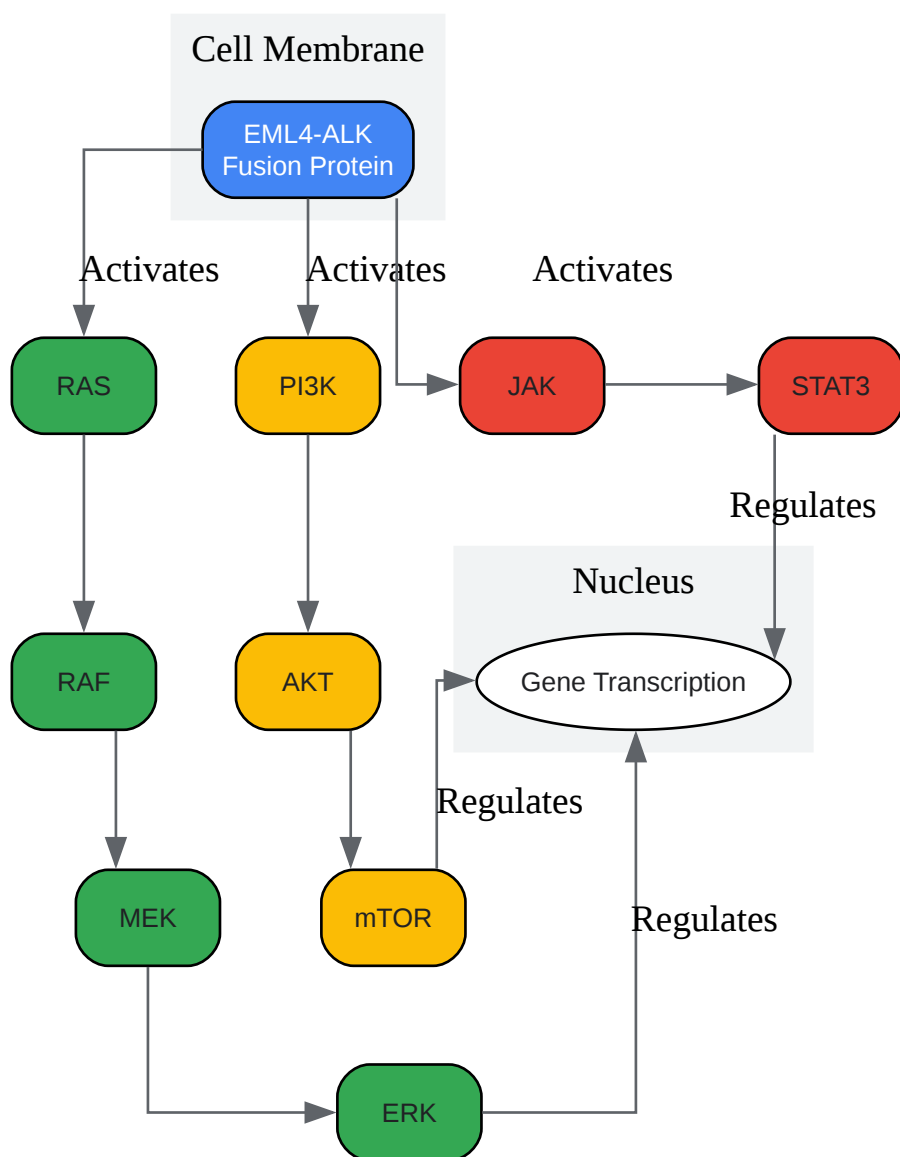 Cell Membrane
EML4-ALK
Fusion Protein
Activates
Activates
Activates
RAS
PI3K
JAK
STAT3
Regulates
Nucleus
RAF
AKT
Gene Transcription
Regulates
MEK
mTOR
Regulates
ERK